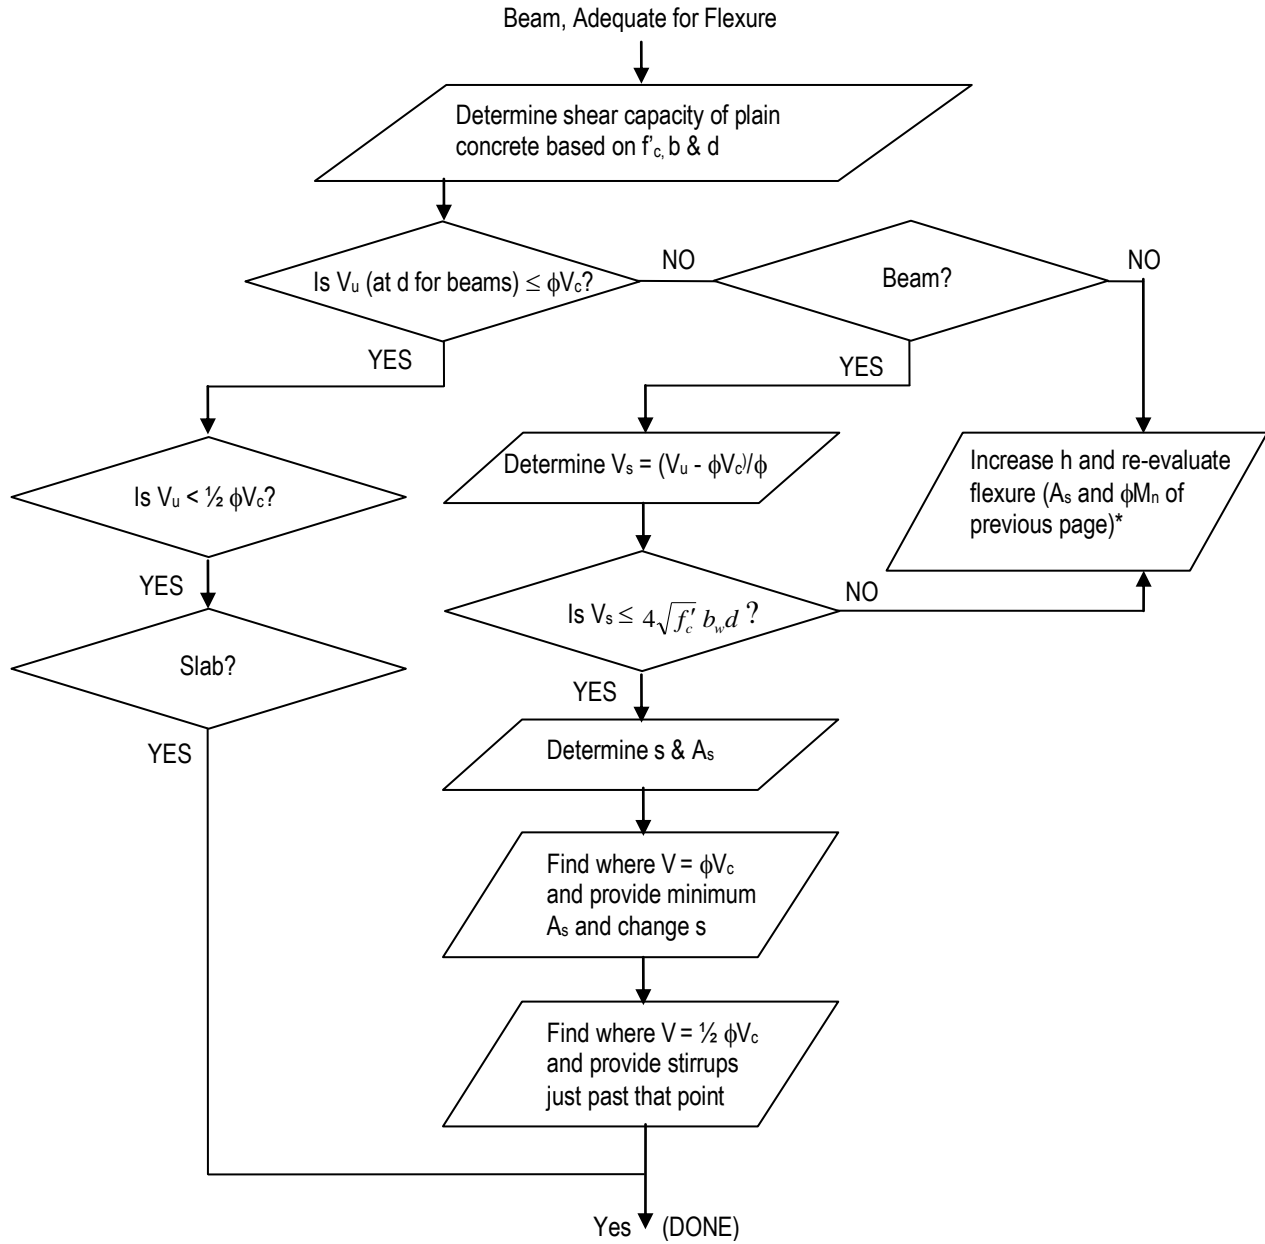 Beam, Adequate for Flexure
Determine shear capacity of plain
concrete based on f'c, b & d
Is Vu (at d for beams) ≤ ϕVc?
NO
Beam?
NO
YES
YES
Is Vu < ½ ϕVc?
Determine Vs = (Vu - ϕVc)/ϕ
Increase h and re-evaluate
flexure (As and ϕMn of
previous page)*
YES
Is Vs ≤ 4√f′c bwd ?
NO
Slab?
YES
YES
Determine s & As
Find where V = ϕVc
and provide minimum
As and change s
Find where V = ½ ϕVc
and provide stirrups
just past that point
Yes (DONE)